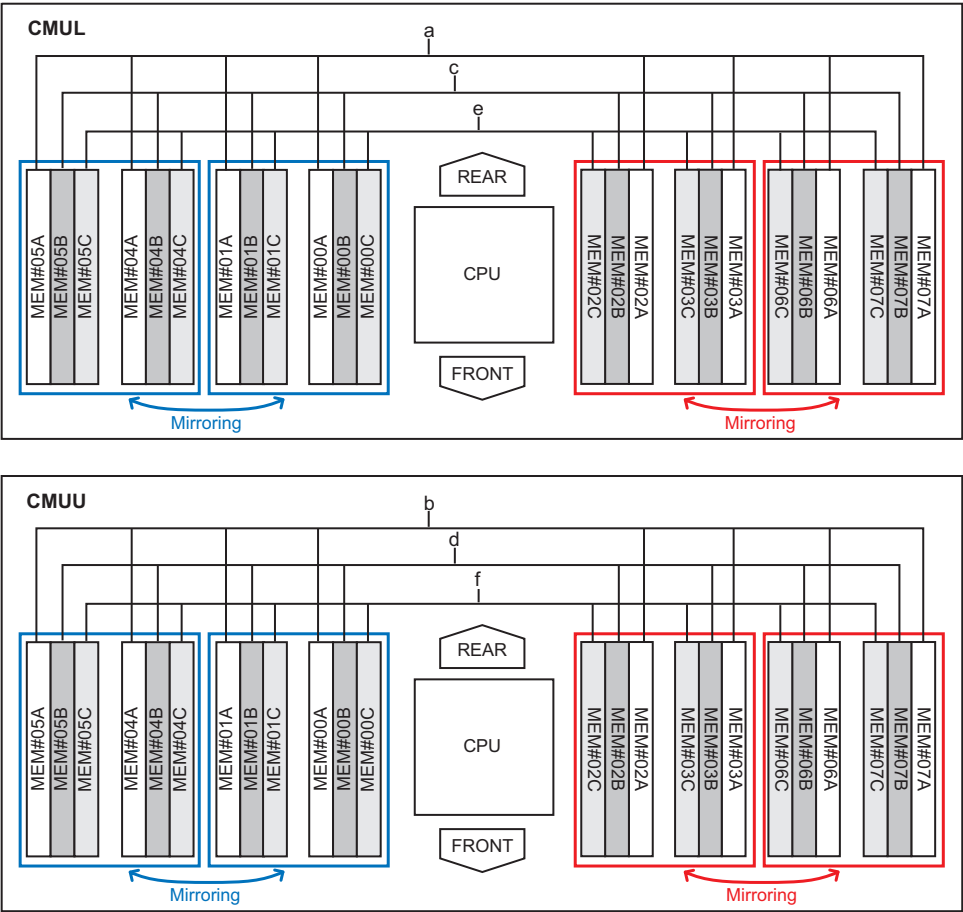 CMUL
a
c
e
MEM#05A
MEM#05B
MEM#05C
MEM#04A
MEM#04B
MEM#04C
MEM#01A
MEM#01B
MEM#01C
MEM#00A
MEM#00B
MEM#00C
REAR
CPU
FRONT
MEM#02C
MEM#02B
MEM#02A
MEM#03C
MEM#03B
MEM#03A
MEM#06C
MEM#06B
MEM#06A
MEM#07C
MEM#07B
MEM#07A
Mirroring
Mirroring
CMUU
b
d
f
MEM#05A
MEM#05B
MEM#05C
MEM#04A
MEM#04B
MEM#04C
MEM#01A
MEM#01B
MEM#01C
MEM#00A
MEM#00B
MEM#00C
REAR
CPU
FRONT
MEM#02C
MEM#02B
MEM#02A
MEM#03C
MEM#03B
MEM#03A
MEM#06C
MEM#06B
MEM#06A
MEM#07C
MEM#07B
MEM#07A
Mirroring
Mirroring